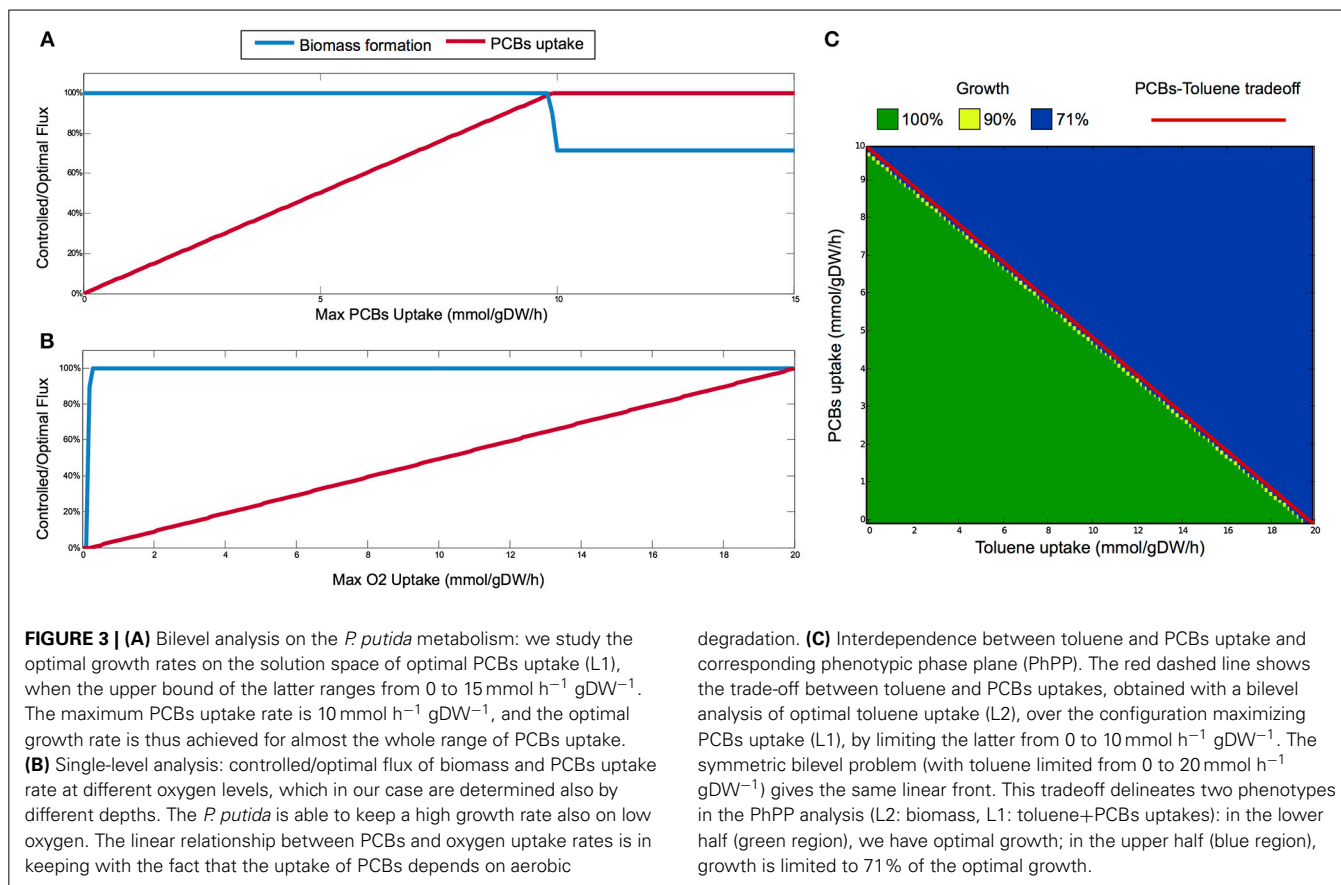 A
Biomass formation
PCBs uptake
Controlled/Optimal Flux
100%
80%
60%
40%
20%
0%
0
5
10
15
Max PCBs Uptake (mmol/gDW/h)
B
Controlled/Optimal Flux
100%
80%
60%
40%
20%
0%
0
2
4
6
8
10
12
14
16
18
20
Max O2 Uptake (mmol/gDW/h)
C
Growth
PCBs-Toluene tradeoff
100%
90%
71%
PCBs uptake (mmol/gDW/h)
10
9
8
7
6
5
4
3
2
1
0
0
2
4
6
8
10
12
14
16
18
20
Toluene uptake (mmol/gDW/h)
FIGURE 3 | (A) Bilevel analysis on the P. putida metabolism: we study the
optimal growth rates on the solution space of optimal PCBs uptake (L1),
when the upper bound of the latter ranges from 0 to 15 mmol h⁻¹ gDW⁻¹.
The maximum PCBs uptake rate is 10 mmol h⁻¹ gDW⁻¹, and the optimal
growth rate is thus achieved for almost the whole range of PCBs uptake.
(B) Single-level analysis: controlled/optimal flux of biomass and PCBs uptake
rate at different oxygen levels, which in our case are determined also by
different depths. The P. putida is able to keep a high growth rate also on low
oxygen. The linear relationship between PCBs and oxygen uptake rates is in
keeping with the fact that the uptake of PCBs depends on aerobic
degradation. (C) Interdependence between toluene and PCBs uptake and
corresponding phenotypic phase plane (PhPP). The red dashed line shows
the trade-off between toluene and PCBs uptakes, obtained with a bilevel
analysis of optimal toluene uptake (L2), over the configuration maximizing
PCBs uptake (L1), by limiting the latter from 0 to 10 mmol h⁻¹ gDW⁻¹. The
symmetric bilevel problem (with toluene limited from 0 to 20 mmol h⁻¹
gDW⁻¹) gives the same linear front. This tradeoff delineates two phenotypes
in the PhPP analysis (L2: biomass, L1: toluene+PCBs uptakes): in the lower
half (green region), we have optimal growth; in the upper half (blue region),
growth is limited to 71% of the optimal growth.